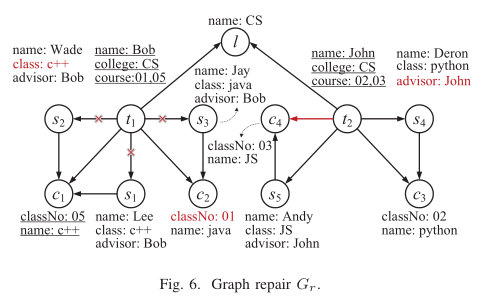 name: CS
l
name: Wade
class: c++
advisor: Bob
name: Bob
college: CS
course:01,05
name: Jay
class: java
advisor: Bob
name: John
college: CS
course: 02,03
name: Deron
class: python
advisor: John
s2
t1
s3
c4
t2
s4
classNo: 03
name: JS
c1
s1
c2
s5
c3
classNo: 05
name: c++
name: Lee
class: c++
advisor: Bob
classNo: 01
name: java
name: Andy
class: JS
advisor: John
classNo: 02
name: python
Fig. 6. Graph repair Gr.